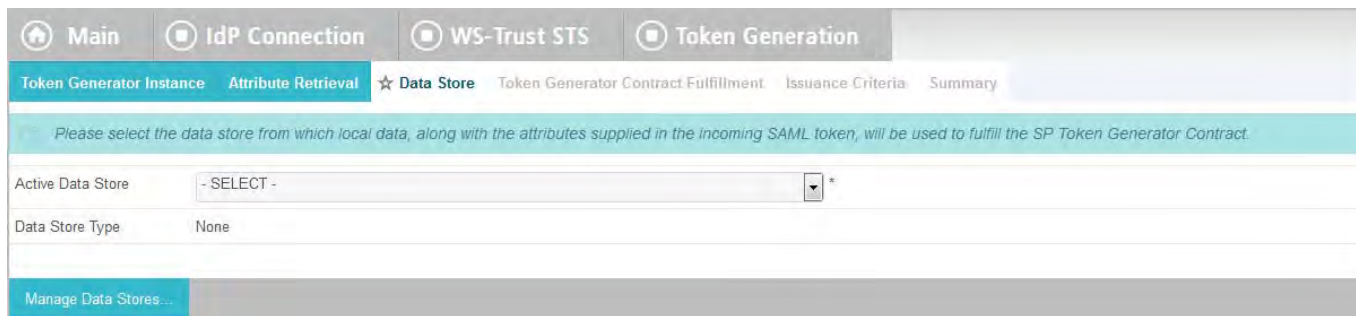 Main IdP Connection WS-Trust STS Token Generation
Token Generator Instance Attribute Retrieval Data Store Token Generator Contract Fulfillment Issuance Criteria Summary
Please select the data store from which local data, along with the attributes supplied in the incoming SAML token, will be used to fulfill the SP Token Generator Contract.
Active Data Store - SELECT - *
Data Store Type None
Manage Data Stores...